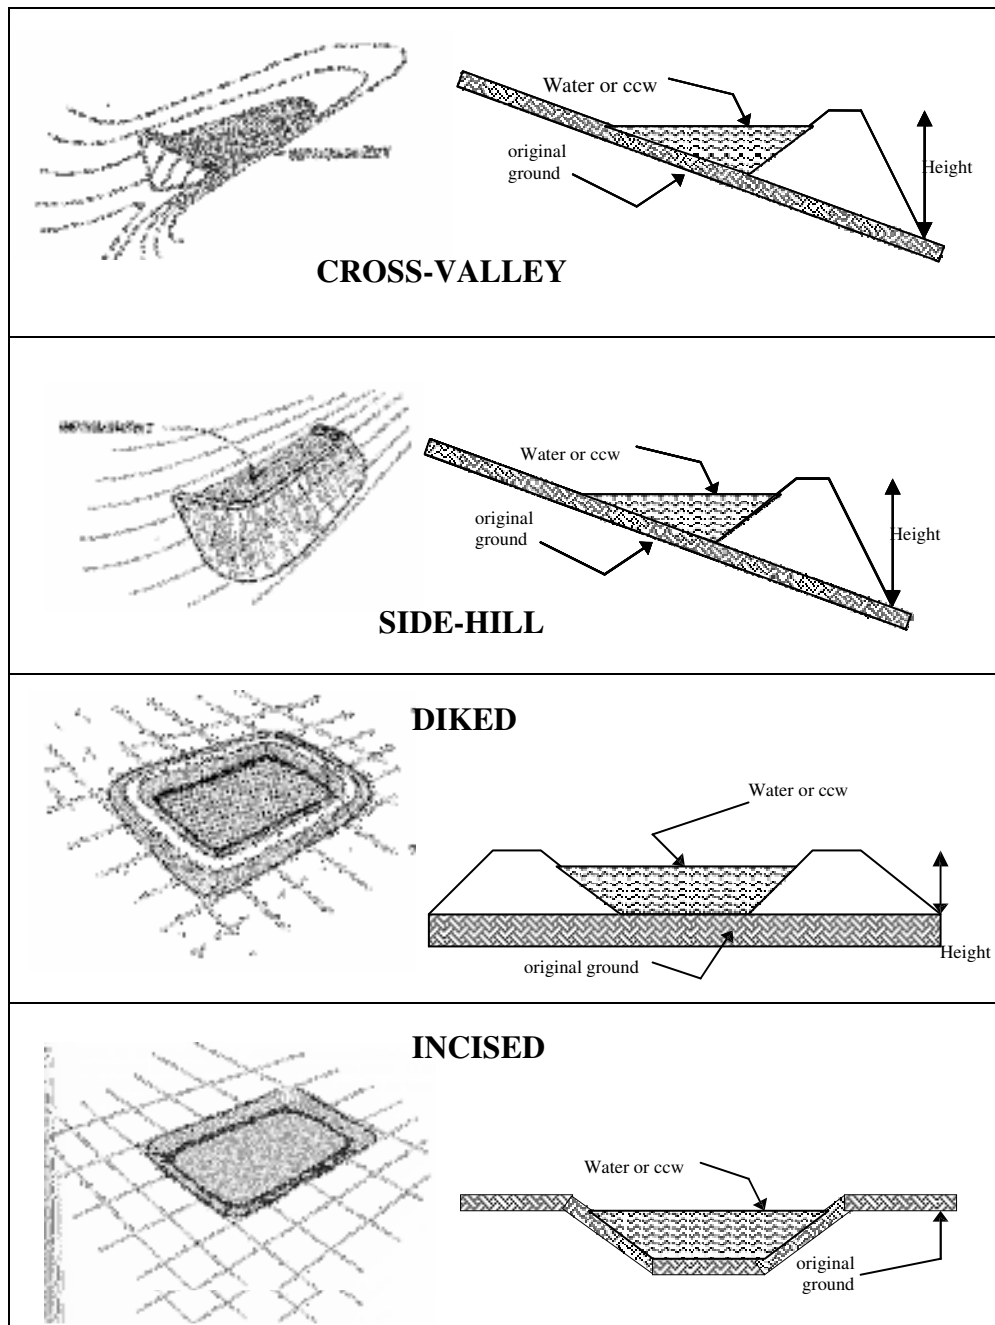 Water or ccw
original
ground
Height
CROSS-VALLEY
Water or ccw
original
ground
Height
SIDE-HILL
DIKED
Water or ccw
original ground
Height
INCISED
Water or ccw
original
ground